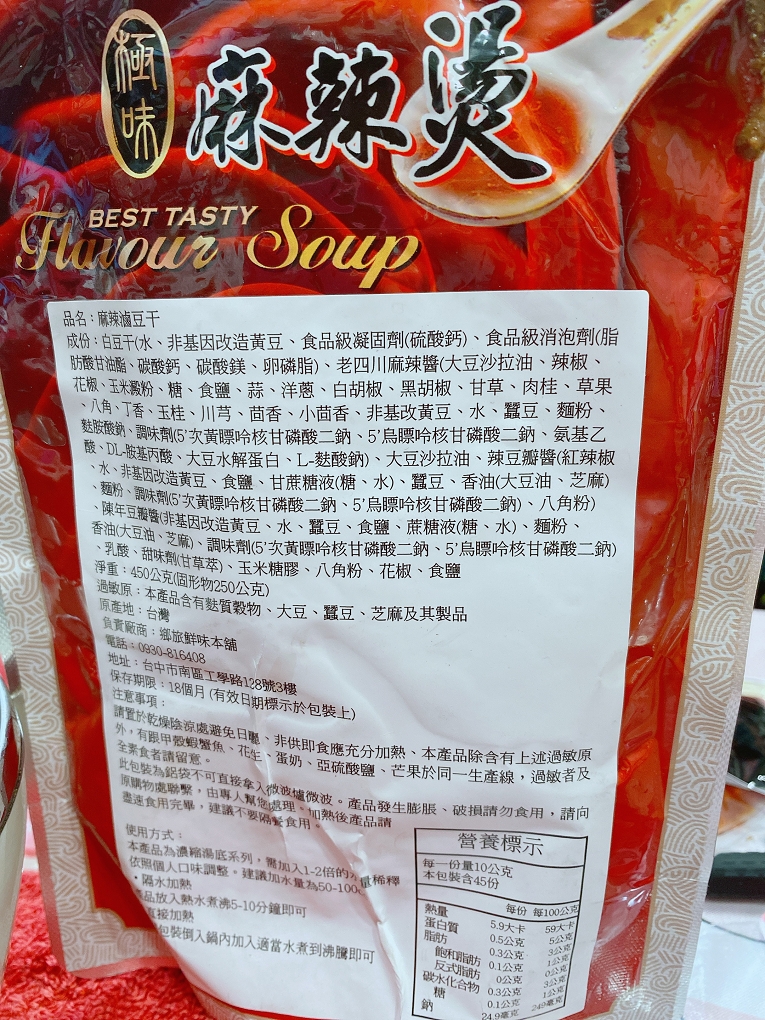 極味
麻辣燙
BEST TASTY
Flavour Soup
品名：麻辣滷豆干
成份：白豆干(水、非基因改造黃豆、食品級凝固劑(硫酸鈣)、食品級消泡劑(脂
肪酸甘油酯、碳酸鈣、碳酸鎂、卵磷脂)、老四川麻辣醬(大豆沙拉油、辣椒、
花椒、玉米澱粉、糖、食鹽、蒜、洋蔥、白胡椒、黑胡椒、甘草、肉桂、草果
、八角、丁香、玉桂、川芎、茴香、小茴香、非基改黃豆、水、蠶豆、麵粉、
麩胺酸鈉、調味劑(5'次黃嘌呤核甘磷酸二鈉、5'烏嘌呤核甘磷酸二鈉、氨基乙
酸、DL-胺基丙酸、大豆水解蛋白、L-麩酸鈉)、大豆沙拉油、辣豆瓣醬(紅辣椒
、水、非基因改造黃豆、食鹽、甘蔗糖液(糖、水)、蠶豆、香油(大豆油、芝麻)
、麵粉、調味劑(5'次黃嘌呤核甘磷酸二鈉、5'烏嘌呤核甘磷酸二鈉)、八角粉)
、陳年豆瓣醬(非基因改造黃豆、水、蠶豆、食鹽、蔗糖液(糖、水)、麵粉、
香油(大豆油、芝麻)、調味劑(5'次黃嘌呤核甘磷酸二鈉、5'烏嘌呤核甘磷酸二鈉)
、乳酸、甜味劑(甘草萃)、玉米糖膠、八角粉、花椒、食鹽
淨重：450公克(固形物250公克)
過敏原：本產品含有麩質穀物、大豆、蠶豆、芝麻及其製品
原產地：台灣
負責廠商：鄉旅鮮味本舖
電話：0930-816408
地址：台中市南區工學路128號3樓
保存期限：18個月(有效日期標示於包裝上)
注意事項：
請置於乾燥陰涼處避免日曬、非供即食應充分加熱、本產品除含有上述過敏原
外，有跟甲殼蝦蟹魚、花生、蛋奶、亞硫酸鹽、芒果於同一生產線，過敏者及
全素食者請留意。
此包裝為鋁袋不可直接拿入微波爐微波。產品發生膨脹、破損請勿食用，請向
原購物處聯繫，由專人幫您處理。加熱後產品請
盡速食用完畢，建議不要隔餐食用。
使用方式：
本產品為濃縮湯底系列，需加入1-2倍的水量稀釋
依照個人口味調整。建議加水量為50-100
・隔水加熱
品放入熱水煮沸5-10分鐘即可
直接加熱
包裝倒入鍋內加入適當水煮到沸騰即可
營養標示
每一份量10公克
本包裝含45份
每份 每100公克
熱量 5.9大卡 59大卡
蛋白質 0.5公克 5公克
脂肪 0.3公克 3公克
飽和脂肪 0.1公克 1公克
反式脂肪 0公克 0公克
碳水化合物 0.3公克 3公克
糖 0.1公克 1公克
鈉 24.9毫克 249毫克